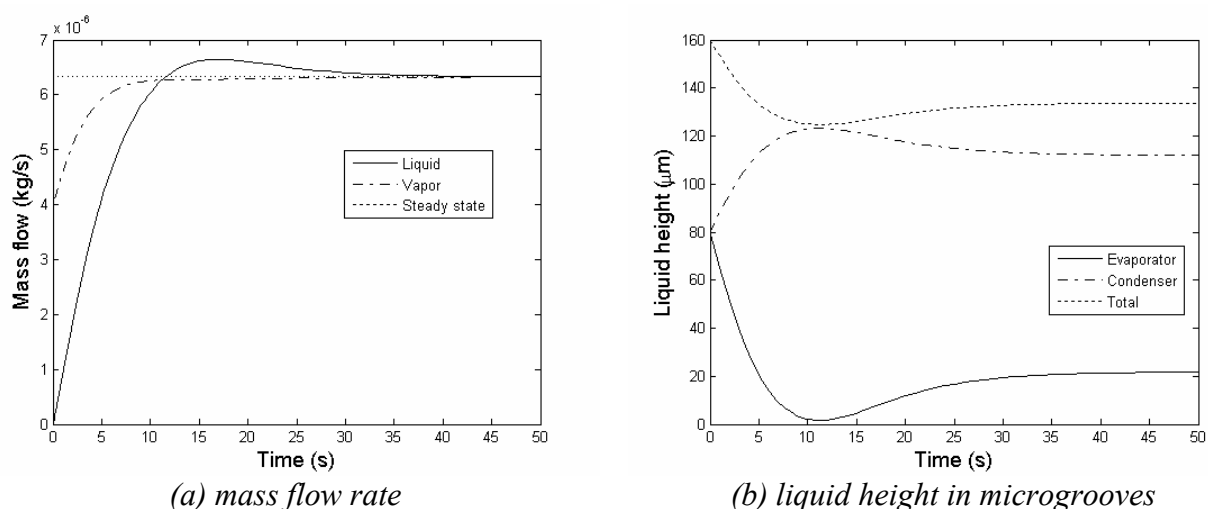 x 10⁻⁶
7
6
5
4
3
2
1
0
0 5 10 15 20 25 30 35 40 45 50
Mass flow (kg/s)
Time (s)
Liquid
Vapor
Steady state
(a) mass flow rate
160
140
120
100
80
60
40
20
0
0 5 10 15 20 25 30 35 40 45 50
Liquid height (μm)
Time (s)
Evaporator
Condenser
Total
(b) liquid height in microgrooves